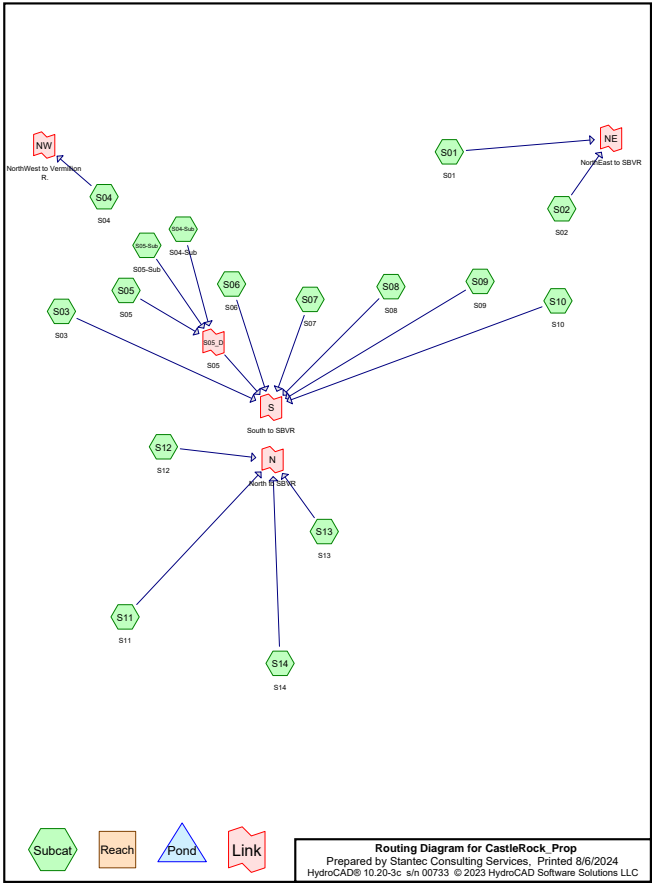 NW
NorthWest to Vermilion
R.
S01
S01
NE
NorthEast to SBVR
S04
S04
S02
S02
S05-Sub
S05-Sub
S04-Sub
S04-Sub
S03
S03
S05
S05
S06
S06
S07
S07
S08
S08
S09
S09
S10
S10
S05_D
S05
S
South to SBVR
S12
S12
N
North to SBVR
S13
S13
S11
S11
S14
S14
Subcat
Reach
Pond
Link
Routing Diagram for CastleRock_Prop
Prepared by Stantec Consulting Services, Printed 8/6/2024
HydroCAD® 10.20-3c s/n 00733 © 2023 HydroCAD Software Solutions LLC